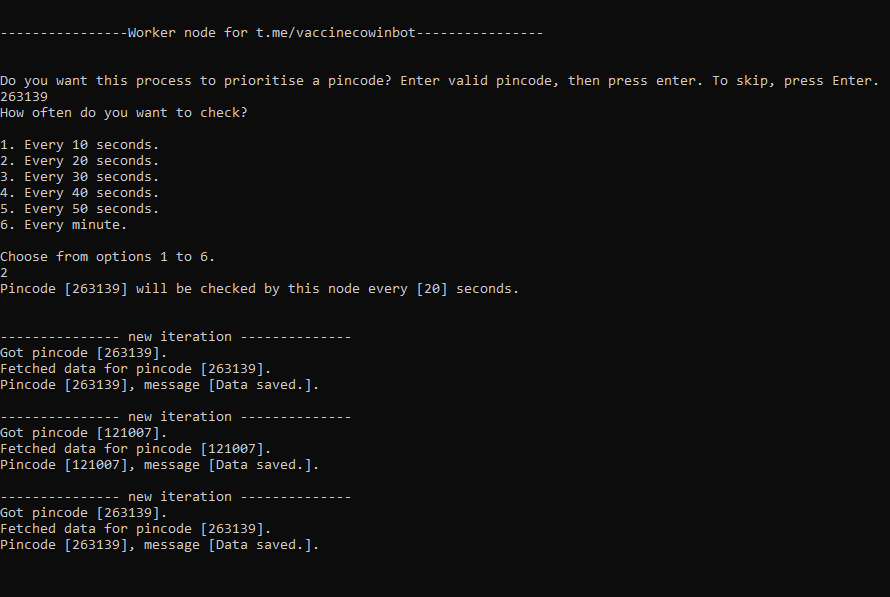 ---------------Worker node for t.me/vaccinecowinbot----------------
Do you want this process to prioritise a pincode? Enter valid pincode, then press enter. To skip, press Enter.
263139
How often do you want to check?
1. Every 10 seconds.
2. Every 20 seconds.
3. Every 30 seconds.
4. Every 40 seconds.
5. Every 50 seconds.
6. Every minute.
Choose from options 1 to 6.
2
Pincode [263139] will be checked by this node every [20] seconds.
--------------- new iteration --------------
Got pincode [263139].
Fetched data for pincode [263139].
Pincode [263139], message [Data saved.].
--------------- new iteration --------------
Got pincode [121007].
Fetched data for pincode [121007].
Pincode [121007], message [Data saved.].
--------------- new iteration --------------
Got pincode [263139].
Fetched data for pincode [263139].
Pincode [263139], message [Data saved.].